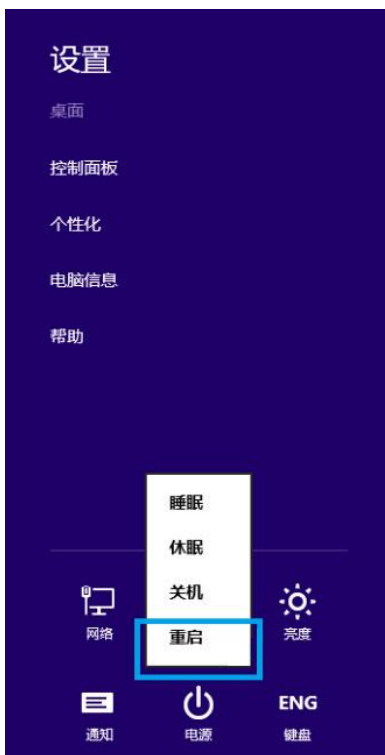 设置
桌面
控制面板
个性化
电脑信息
帮助
睡眠
休眠
关机
重启
网络
亮度
ENG
通知
电源
键盘